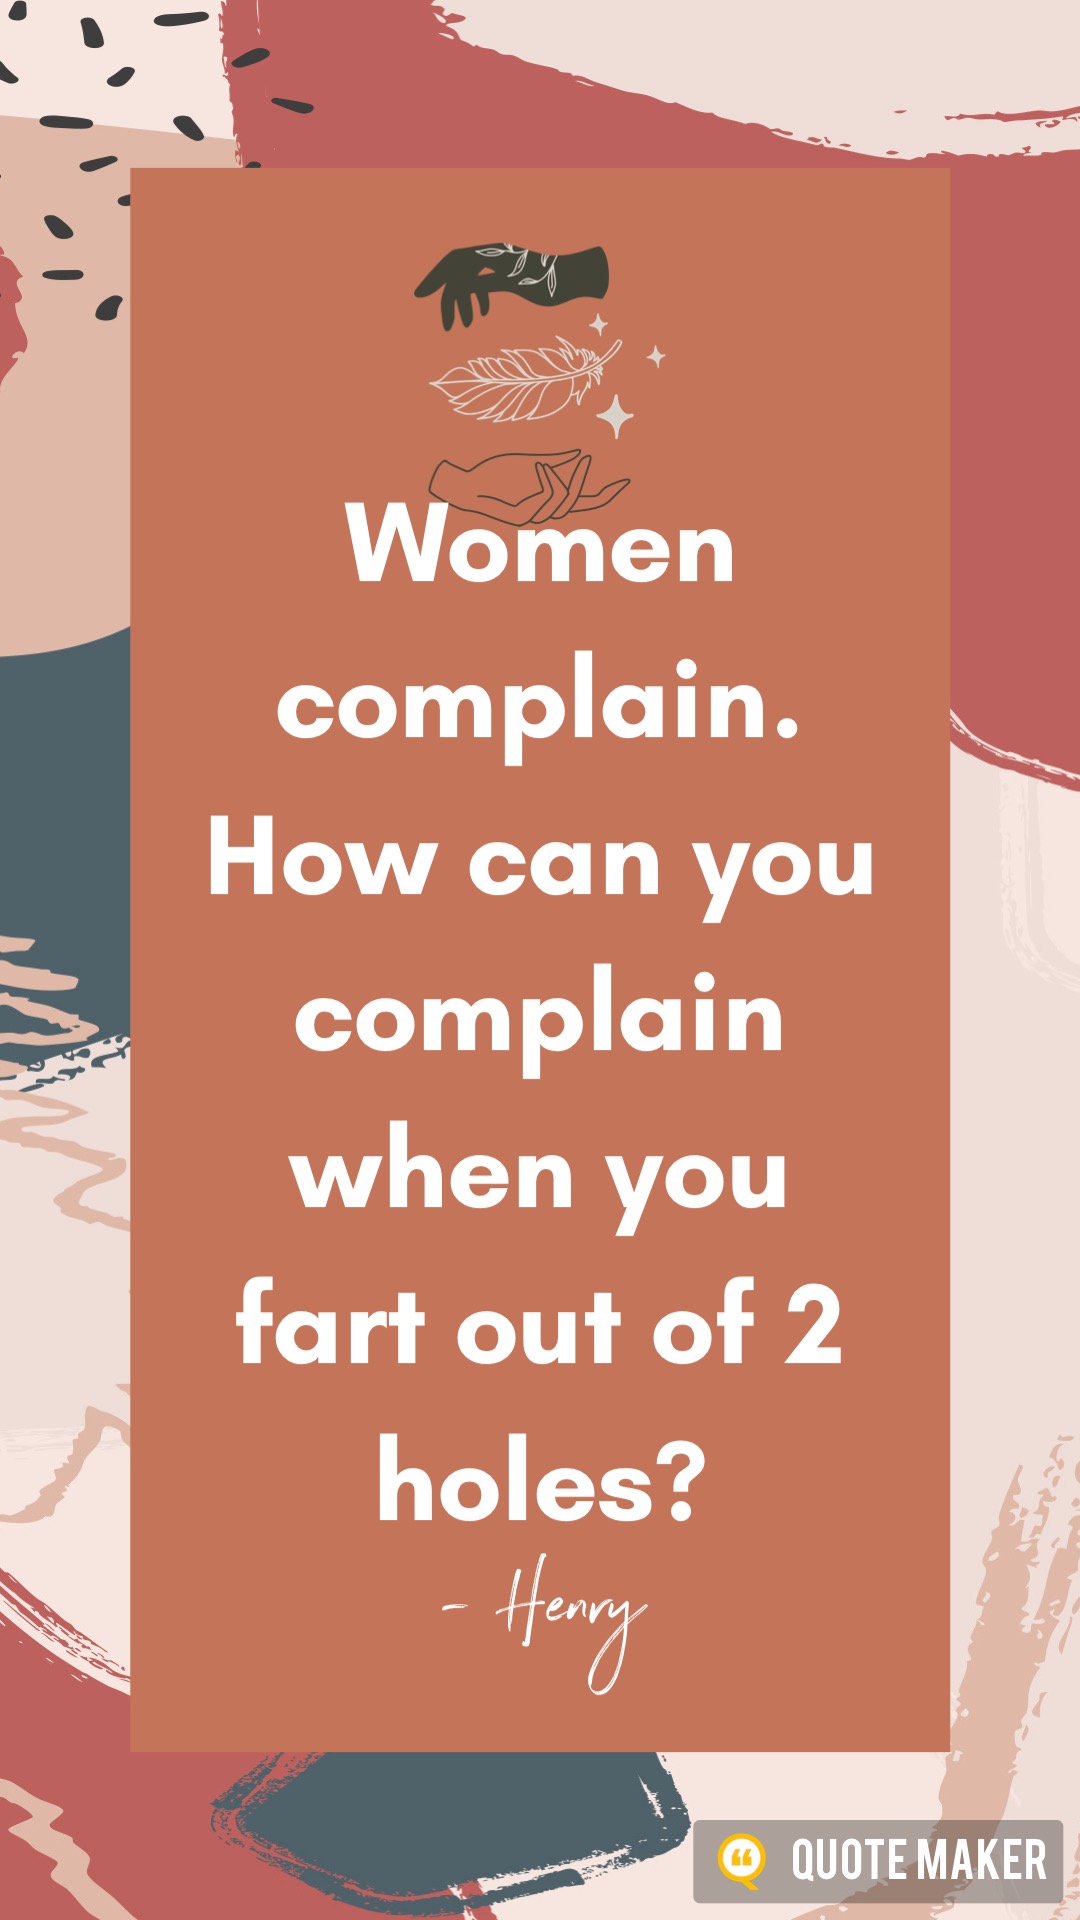 Women
complain.
How can you
complain
when you
fart out of 2
holes?
- Henry
QUOTE MAKER